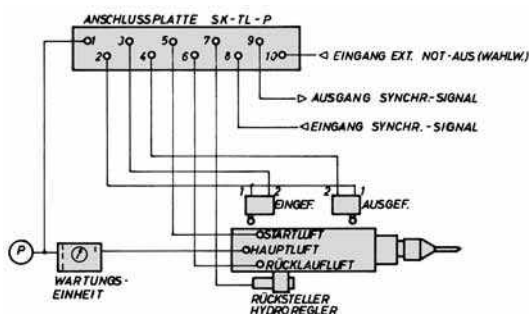 ANSCHLUSSPLATTE SK-TL-P
1 3 5 7 9
2 4 6 8 10
EINGANG EXT. NOT-AUS (WAHLW.)
AUSGANG SYNCHR.-SIGNAL
EINGANG SYNCHR.-SIGNAL
1 2 2 1
EINGEF. AUSGEF.
STARTLUFT
P HAUPTLUFT
RÜCKLAUFLUFT
WARTUNGS-
EINHEIT
RÜCKSTELLER
HYDROREGLER